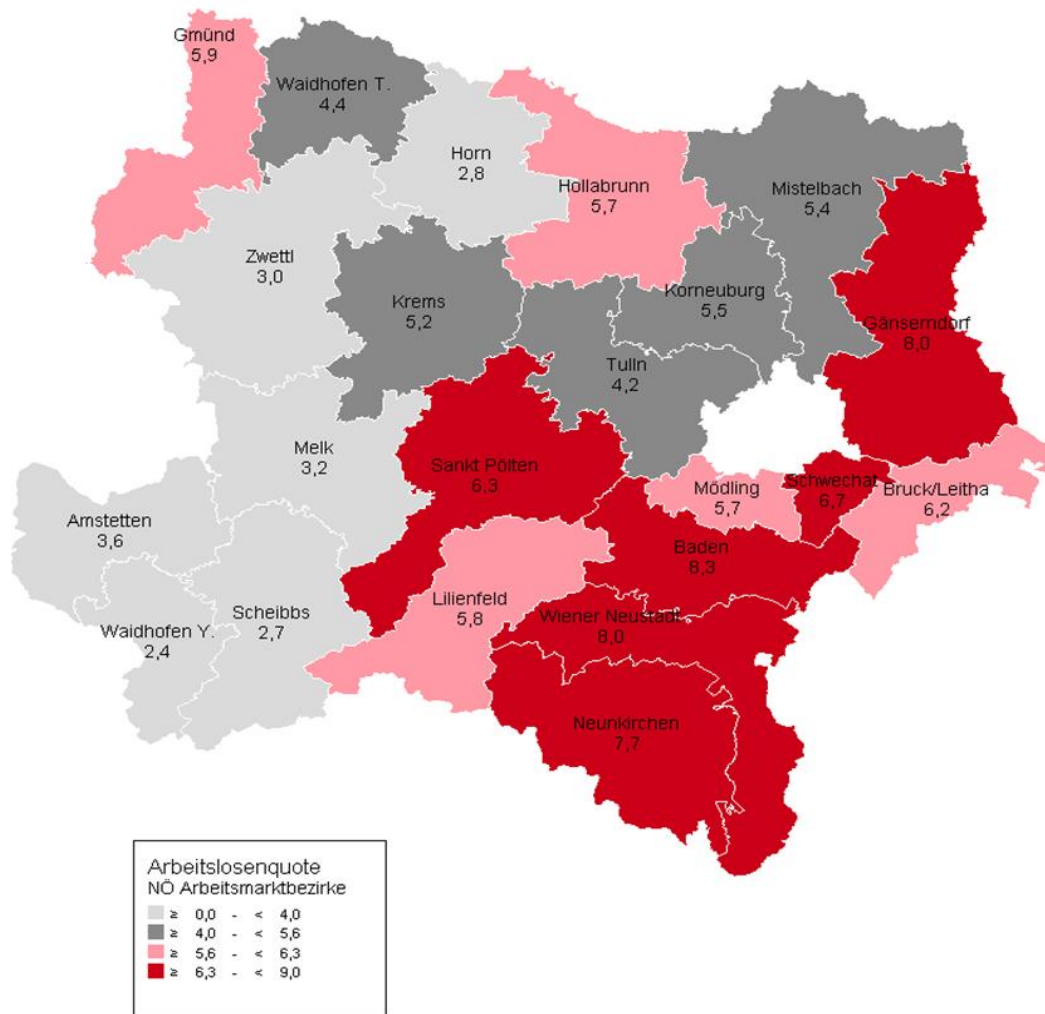 Gmünd
5,9
Waidhofen T.
4,4
Horn
2,8
Hollabrunn
5,7
Mistelbach
5,4
Zwettl
3,0
Krems
5,2
Korneuburg
5,5
Gänserndorf
8,0
Tulln
4,2
Melk
3,2
Sankt Pölten
6,3
Mödling
5,7
Schwechat
6,7
Bruck/Leitha
6,2
Amstetten
3,6
Baden
8,3
Lilienfeld
5,8
Scheibbs
2,7
Wiener Neustadt
8,0
Waidhofen Y.
2,4
Neunkirchen
7,7
Arbeitslosenquote
NÖ Arbeitsmarktbezirke
≥ 0,0 - < 4,0
≥ 4,0 - < 5,6
≥ 5,6 - < 6,3
≥ 6,3 - < 9,0